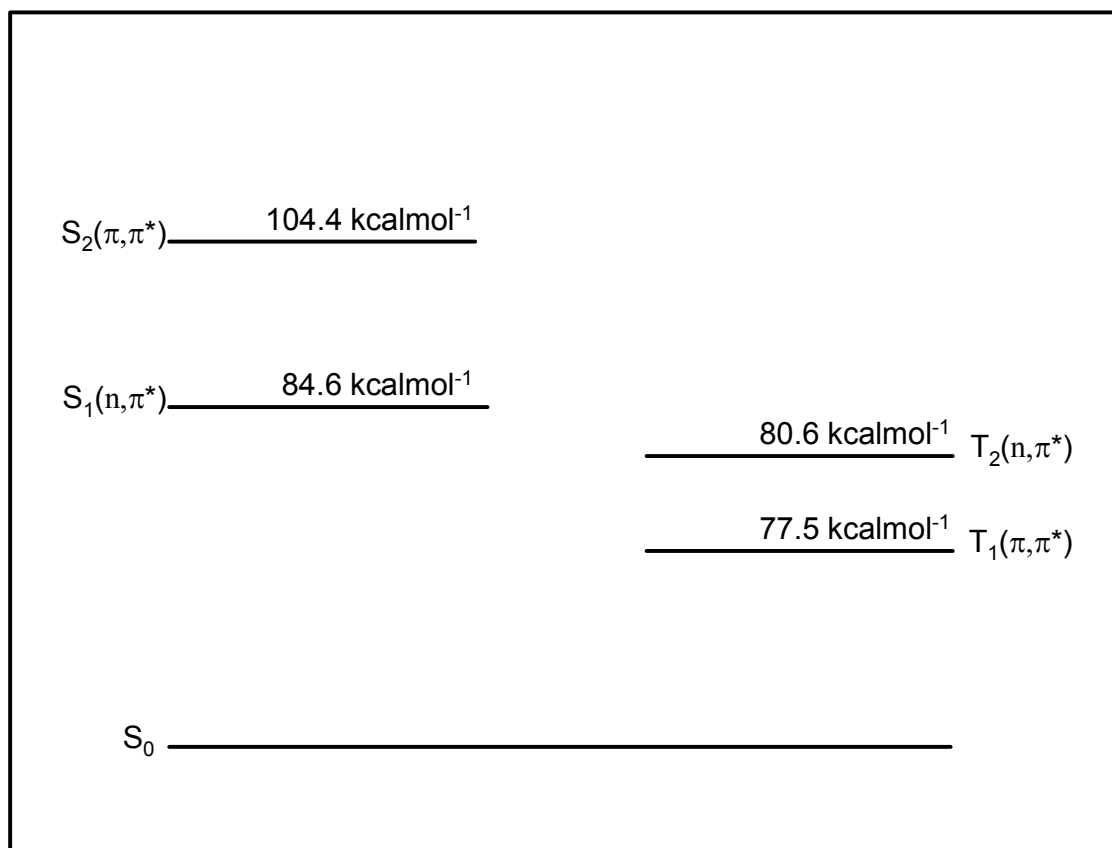 104.4 kcalmol⁻¹
S₂(π,π*)
84.6 kcalmol⁻¹
S₁(n,π*)
80.6 kcalmol⁻¹
T₂(n,π*)
77.5 kcalmol⁻¹
T₁(π,π*)
S₀